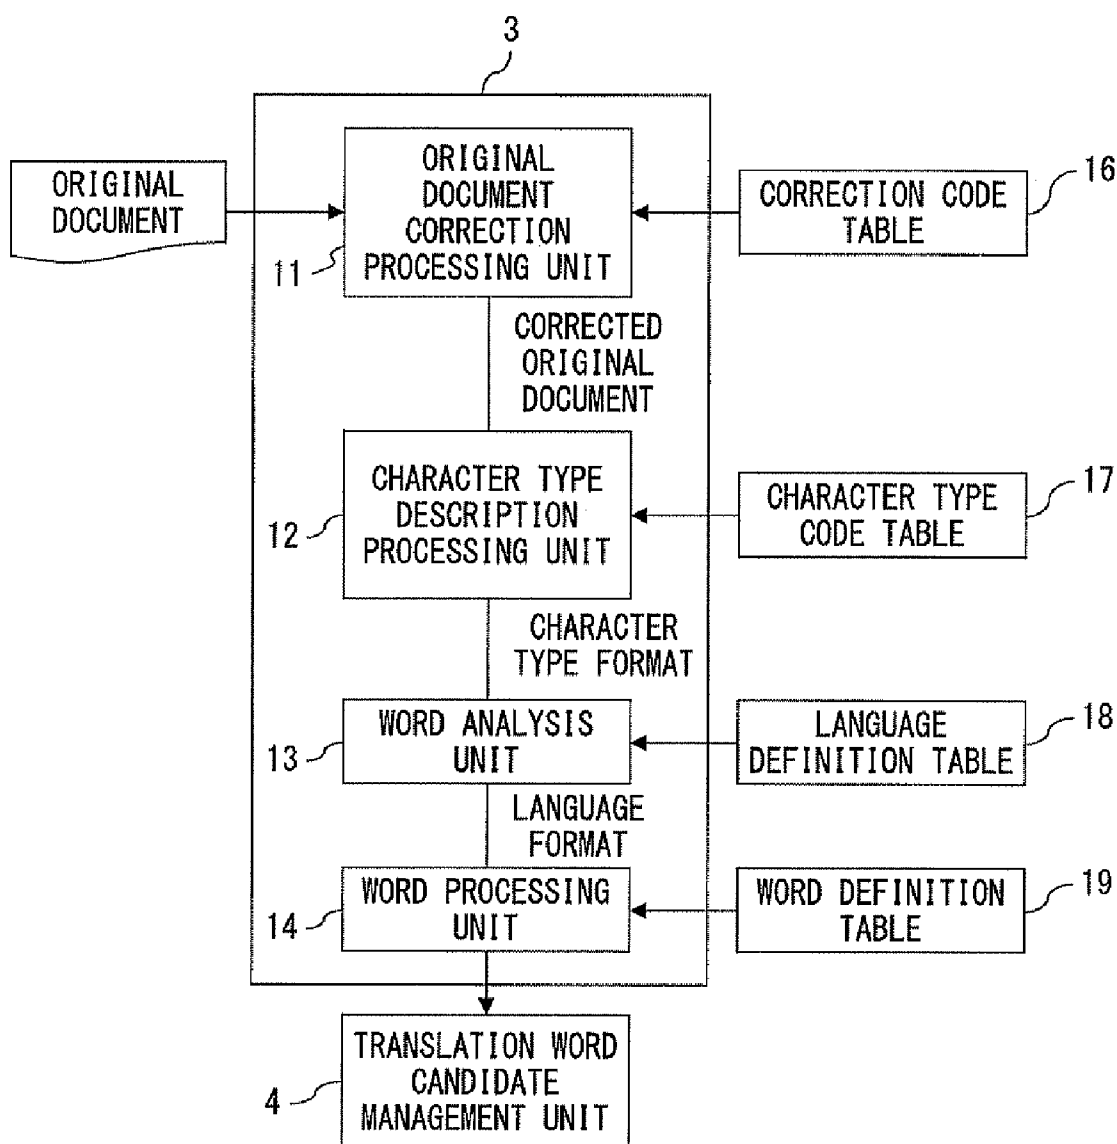 3
ORIGINAL
DOCUMENT
ORIGINAL
DOCUMENT
CORRECTION
PROCESSING UNIT
11
CORRECTION CODE
TABLE
16
CORRECTED
ORIGINAL
DOCUMENT
CHARACTER TYPE
DESCRIPTION
PROCESSING UNIT
12
CHARACTER TYPE
CODE TABLE
17
CHARACTER
TYPE FORMAT
WORD ANALYSIS
UNIT
13
LANGUAGE
DEFINITION TABLE
18
LANGUAGE
FORMAT
WORD PROCESSING
UNIT
14
WORD DEFINITION
TABLE
19
TRANSLATION WORD
CANDIDATE
MANAGEMENT UNIT
4